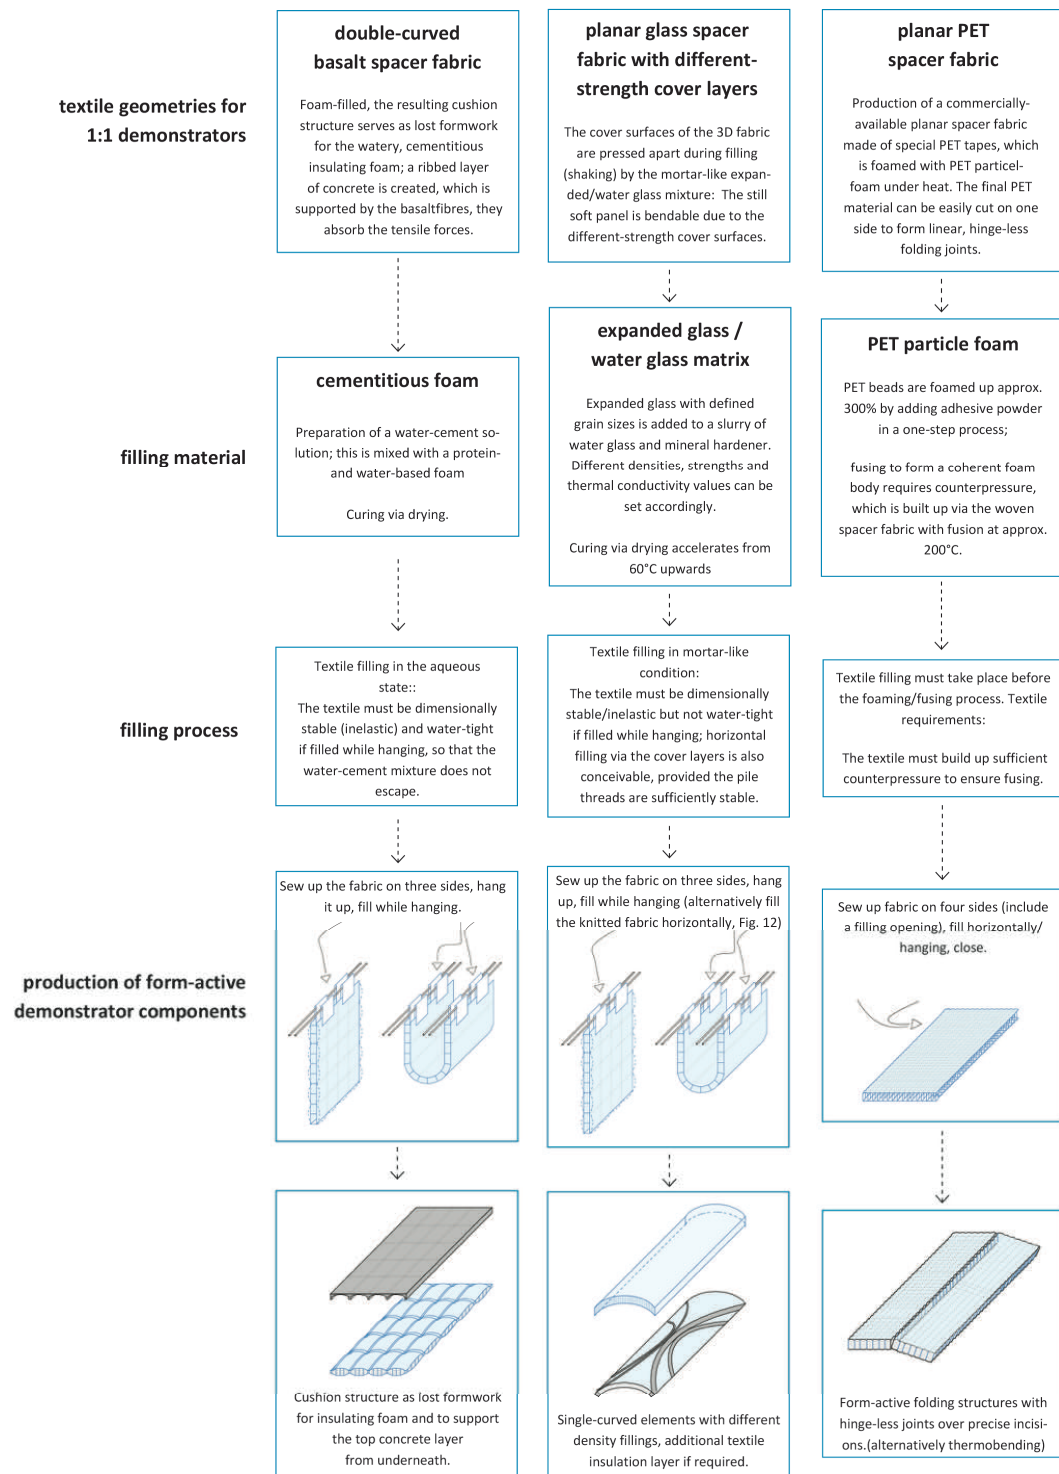 textile geometries for
1:1 demonstrators
double-curved
basalt spacer fabric
Foam-filled, the resulting cushion
structure serves as lost formwork
for the watery, cementitious
insulating foam; a ribbed layer
of concrete is created, which is
supported by the basaltfibres, they
absorb the tensile forces.
planar glass spacer
fabric with different-
strength cover layers
The cover surfaces of the 3D fabric
are pressed apart during filling
(shaking) by the mortar-like expan-
ded/water glass mixture:  The still
soft panel is bendable due to the
different-strength cover surfaces.
planar PET
spacer fabric
Production of a commercially-
available planar spacer fabric
made of special PET tapes, which
is foamed with PET particel-
foam under heat. The final PET
material can be easily cut on one
side to form linear, hinge-less
folding joints.
filling material
cementitious foam
Preparation of a water-cement so-
lution; this is mixed with a protein-
and water-based foam
Curing via drying.
expanded glass /
water glass matrix
Expanded glass with defined
grain sizes is added to a slurry of
water glass and mineral hardener.
Different densities, strengths and
thermal conductivity values can be
set accordingly.
Curing via drying accelerates from
60°C upwards
PET particle foam
PET beads are foamed up approx.
300% by adding adhesive powder
in a one-step process;
fusing to form a coherent foam
body requires counterpressure,
which is built up via the woven
spacer fabric with fusion at approx.
200°C.
filling process
Textile filling in the aqueous
state::
The textile must be dimensionally
stable (inelastic) and water-tight
if filled while hanging, so that the
water-cement mixture does not
escape.
Textile filling in mortar-like
condition:
The textile must be dimensionally
stable/inelastic but not water-tight
if filled while hanging; horizontal
filling via the cover layers is also
conceivable, provided the pile
threads are sufficiently stable.
Textile filling must take place before
the foaming/fusing process. Textile
requirements:
The textile must build up sufficient
counterpressure to ensure fusing.
production of form-active
demonstrator components
Sew up the fabric on three sides, hang
it up, fill while hanging.
Sew up the fabric on three sides, hang
up, fill while hanging (alternatively fill
the knitted fabric horizontally, Fig. 12)
Sew up fabric on four sides (include
a filling opening), fill horizontally/
hanging, close.
Cushion structure as lost formwork
for insulating foam and to support
the top concrete layer
from underneath.
Single-curved elements with different
density fillings, additional textile
insulation layer if required.
Form-active folding structures with
hinge-less joints over precise incisi-
ons.(alternatively thermobending)